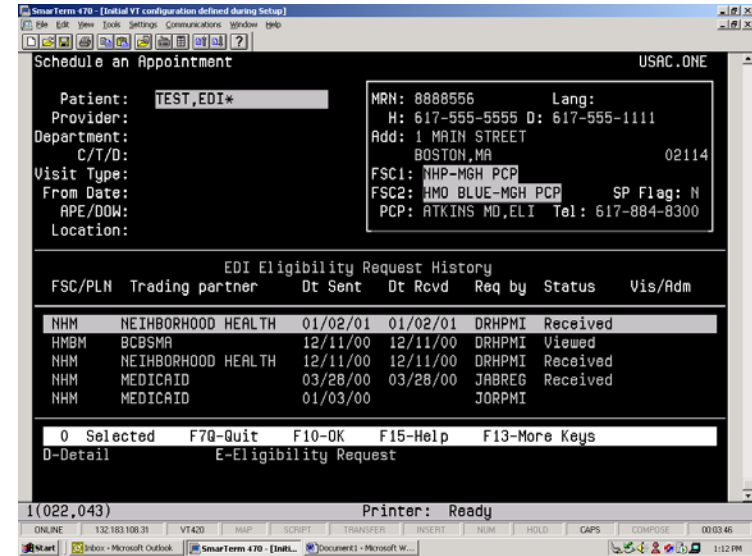 SmarTerm 470 - [Initial VT configuration defined during Setup]
File Edit View Tools Settings Communications Window Help
Schedule an Appointment USAC.ONE
Patient: TEST,EDI* MRN: 8888556 Lang:
Provider: H: 617-555-5555 D: 617-555-1111
Department: Add: 1 MAIN STREET
C/T/D: BOSTON,MA 02114
Visit Type: FSC1: NHP-MGH PCP
From Date: FSC2: HMO BLUE-MGH PCP SP Flag: N
APE/DOW: PCP: ATKINS MD,ELI Tel: 617-884-8300
Location:
EDI Eligibility Request History
FSC/PLN Trading partner Dt Sent Dt Rcvd Req by Status Vis/Adm
NHM NEIHBORHOOD HEALTH 01/02/01 01/02/01 DRHPMI Received
HMBM BCBSMA 12/11/00 12/11/00 DRHPMI Viewed
NHM NEIHBORHOOD HEALTH 12/11/00 12/11/00 DRHPMI Received
NHM MEDICAID 03/28/00 03/28/00 JABREG Received
NHM MEDICAID 01/03/00 JORPMI
0 Selected F7Q-Quit F10-OK F15-Help F13-More Keys
D-Detail E-Eligibility Request
1(022,043) Printer: Ready
ONLINE 132.183.108.31 VT420 MAP SCRIPT TRANSFER INSERT NUM HOLD CAPS COMPOSE 00:03:46
Start Inbox - Microsoft Outlook SmarTerm 470 - [Initi... Document1 - Microsoft W... 1:12 PM